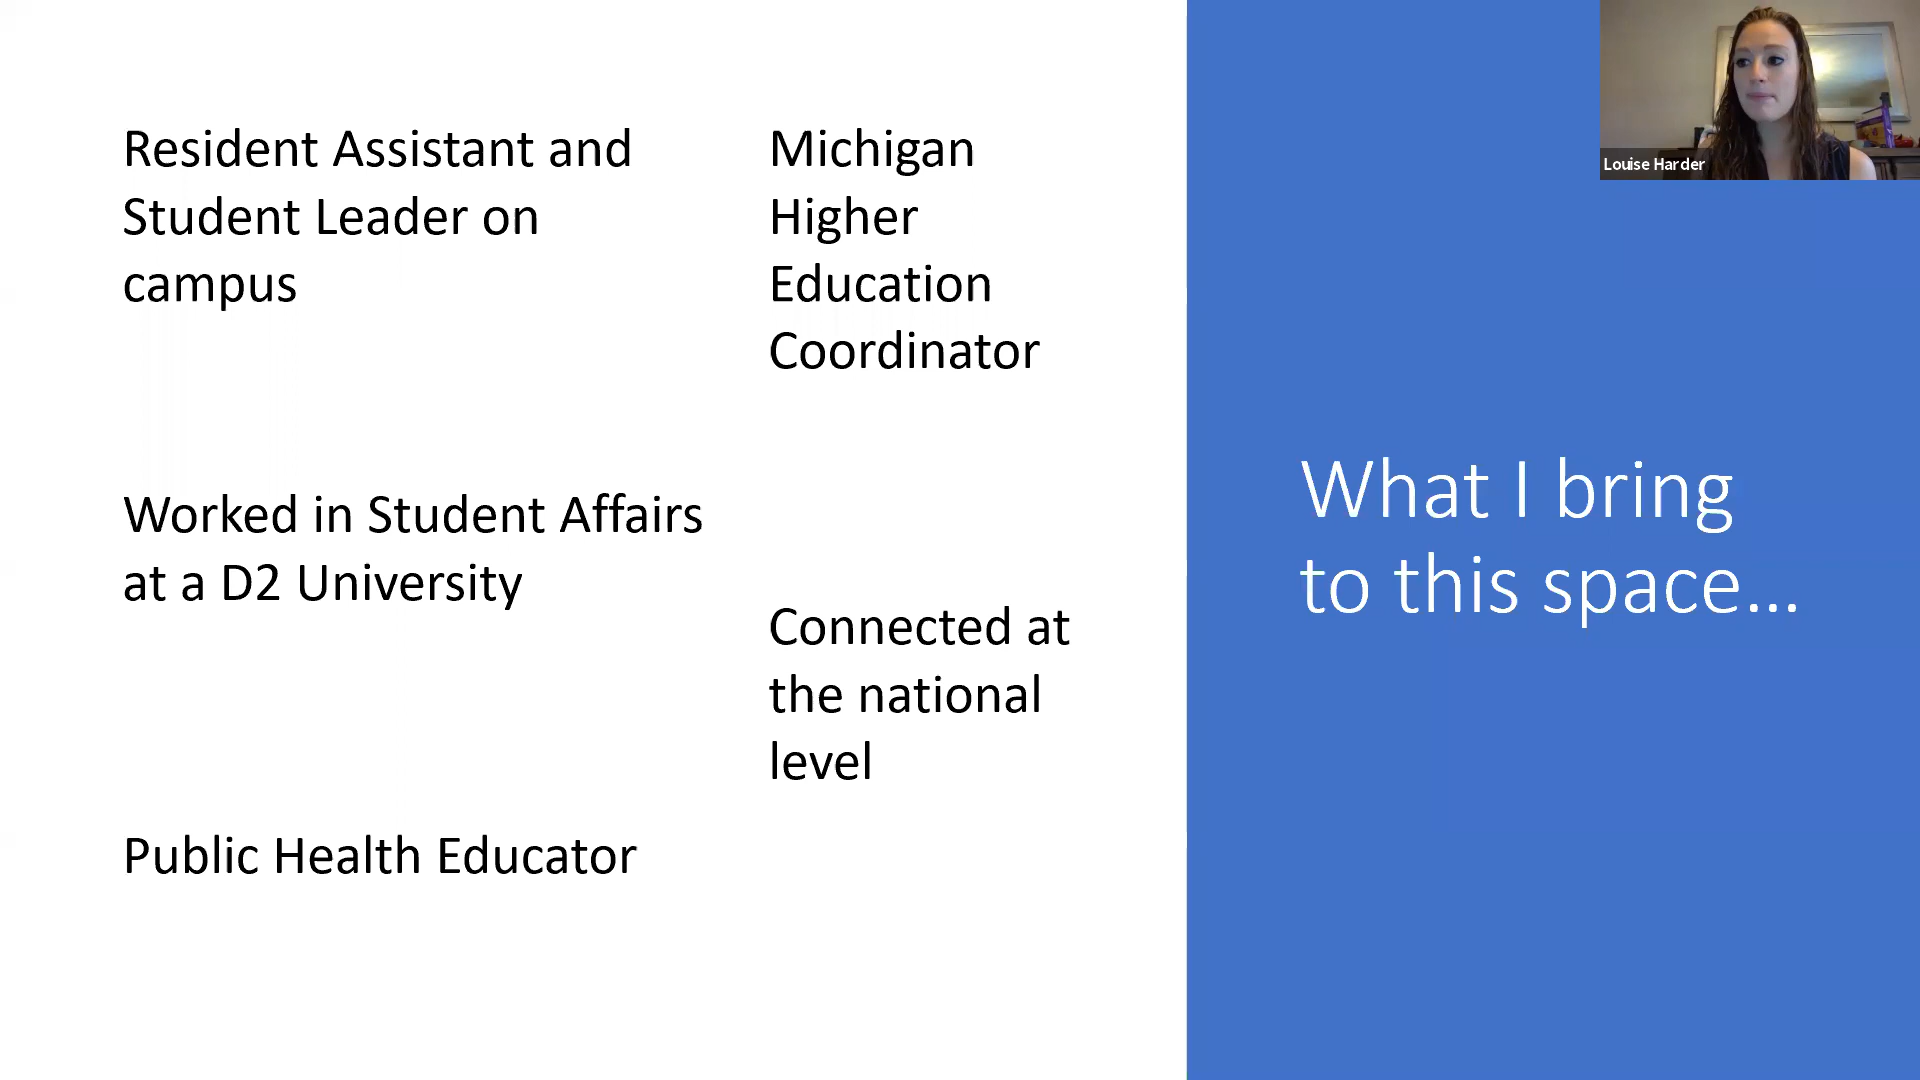 Resident Assistant and
Student Leader on
campus
Worked in Student Affairs
at a D2 University
Public Health Educator
Michigan
Higher
Education
Coordinator
Connected at
the national
level
What I bring
to this space...
Louise Harder